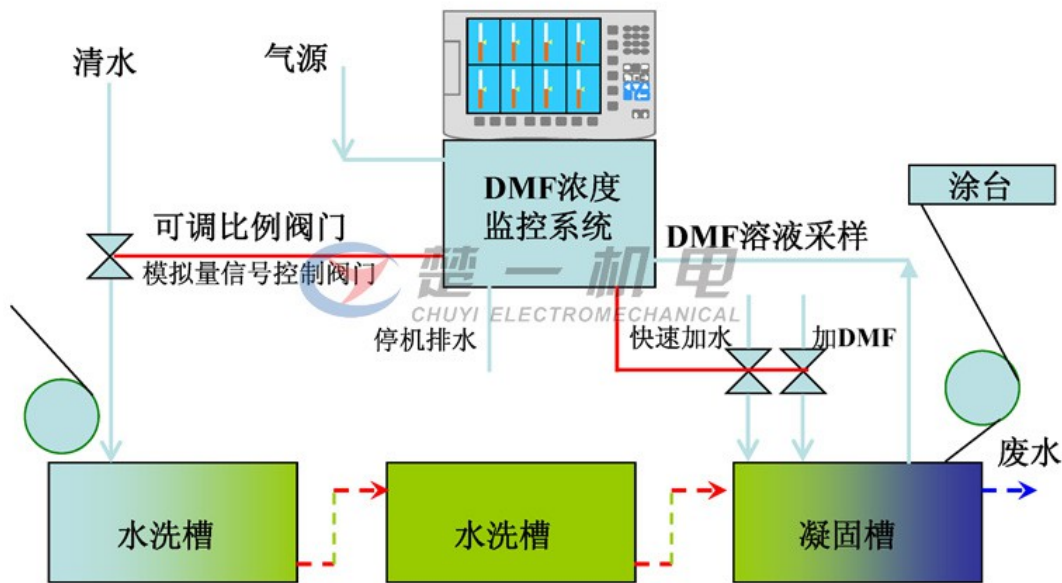 清水
气源
DMF浓度
监控系统
涂台
可调比例阀门
模拟量信号控制阀门
DMF溶液采样
楚一机电
CHUYI ELECTROMECHANICAL
停机排水
快速加水
加DMF
废水
水洗槽
水洗槽
凝固槽